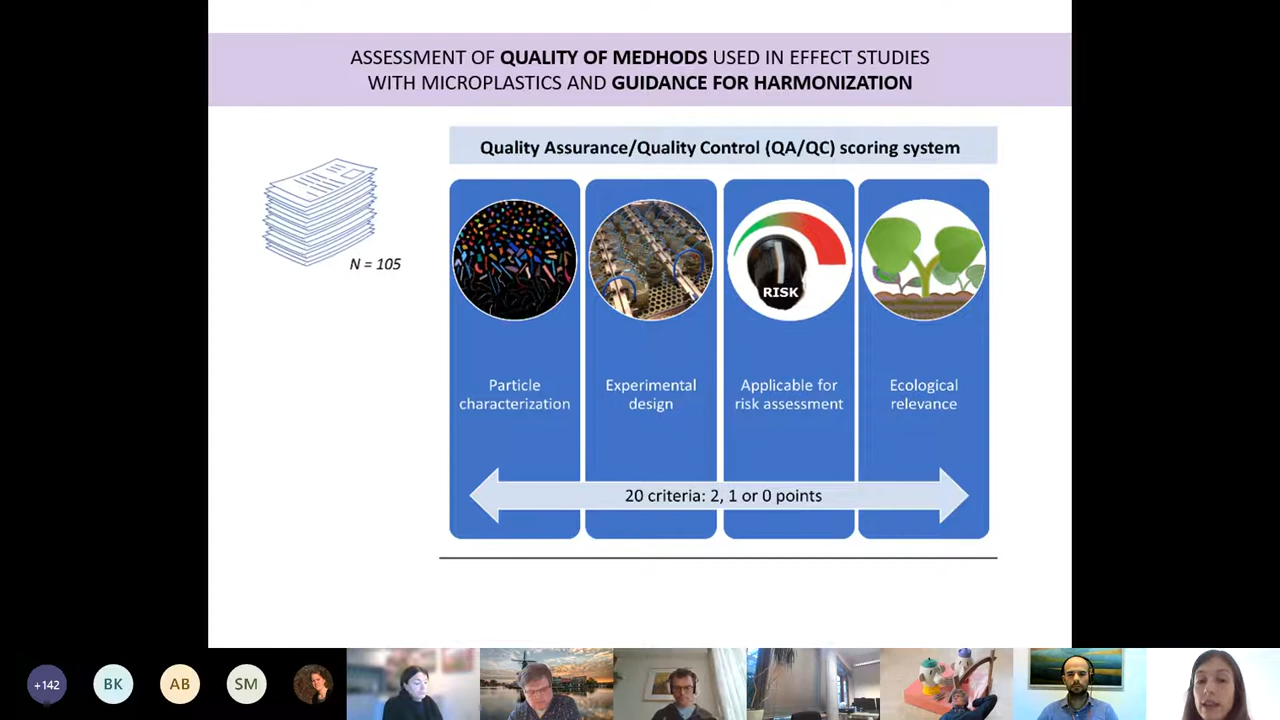 ASSESSMENT OF QUALITY OF MEDHODS USED IN EFFECT STUDIES
WITH MICROPLASTICS AND GUIDANCE FOR HARMONIZATION
Quality Assurance/Quality Control (QA/QC) scoring system
N = 105
RISK
Particle
characterization
Experimental
design
Applicable for
risk assessment
Ecological
relevance
20 criteria: 2, 1 or 0 points
+142
BK
AB
SM